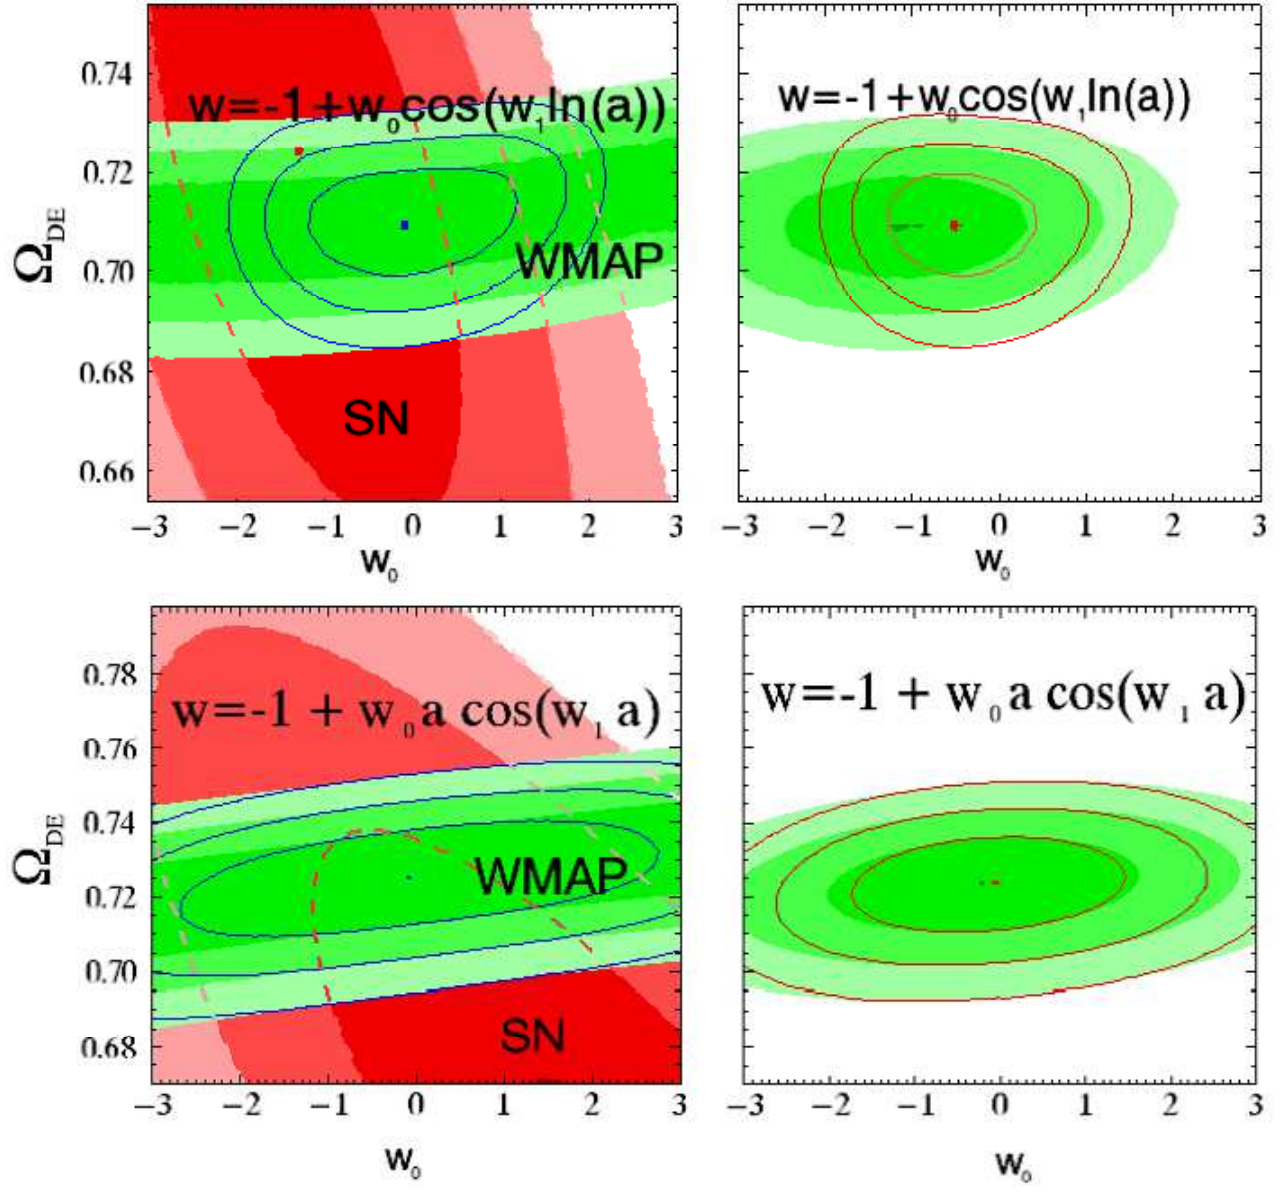 0.74
0.72
0.70
0.68
0.66
Ω_DE
w=-1+w₀cos(w₁ln(a))
WMAP
SN
−3 −2 −1 0 1 2 3
w₀
w=-1+w₀cos(w₁ln(a))
−3 −2 −1 0 1 2 3
w₀
0.78
0.76
0.74
0.72
0.70
0.68
Ω_DE
w=-1 + w₀ a cos(w₁ a)
WMAP
SN
−3 −2 −1 0 1 2 3
w₀
w=-1 + w₀ a cos(w₁ a)
−3 −2 −1 0 1 2 3
w₀